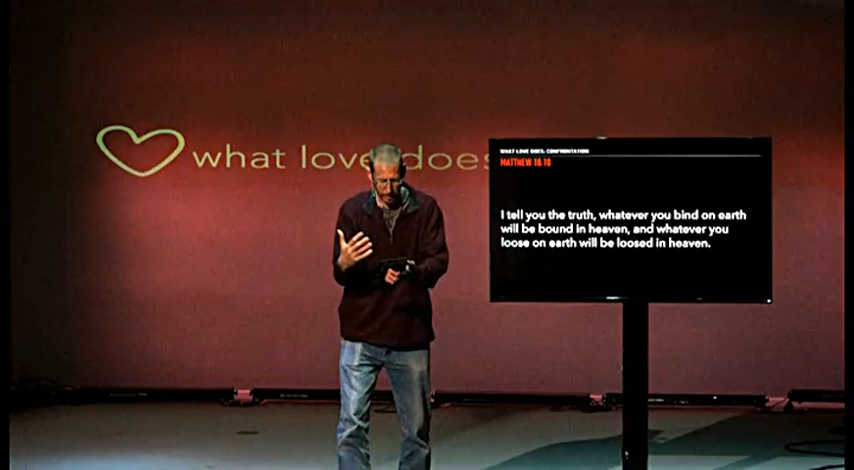 what love does
WHAT LOVE DOES: CONFRONTATION
MATTHEW 18:18
I tell you the truth, whatever you bind on earth
will be bound in heaven, and whatever you
loose on earth will be loosed in heaven.